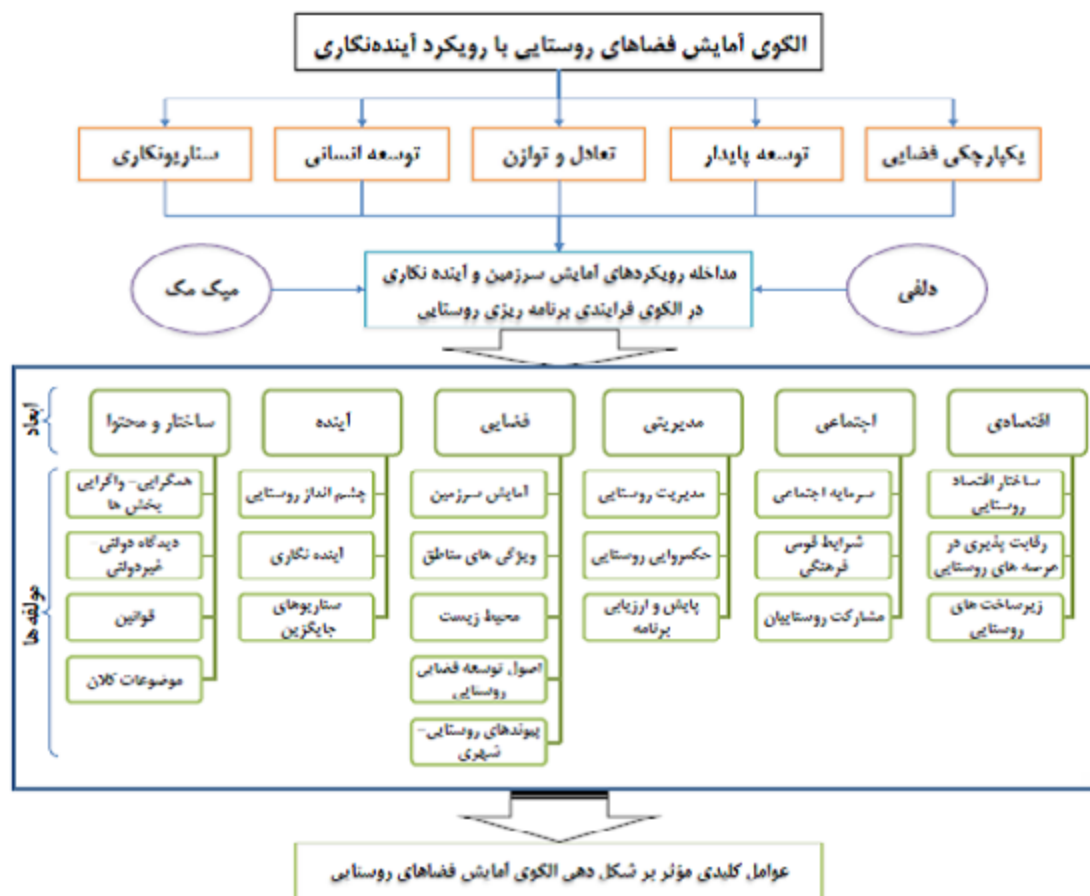 الگوی آمایش فضاهای روستایی با رویکرد آینده‌نگاری
یکپارچگی فضایی
توسعه پایدار
تعادل و توازن
توسعه انسانی
سناریونگاری
دلفی
مداخله رویکردهای آمایش سرزمین و آینده نگاری
در الگوی فرایندی برنامه ریزی روستایی
میک مک
ابعاد
اقتصادی
اجتماعی
مدیریتی
فضایی
آینده
ساختار و محتوا
مولفه ها
ساختار اقتصاد
روستایی
رقابت پذیری در
عرصه های روستایی
زیرساخت های
روستایی
سرمایه اجتماعی
شرایط قومی
فرهنگی
مشارکت روستاییان
مدیریت روستایی
حکمروایی روستایی
پایش و ارزیابی
برنامه
آمایش سرزمین
ویژگی های مناطق
محیط زیست
اصول توسعه فضایی
روستایی
پیوندهای روستایی-
شهری
چشم انداز روستایی
آینده نگاری
سناریوهای
جایگزین
همگرایی- واگرایی
بخش ها
دیدگاه دولتی-
غیردولتی
قوانین
موضوعات کلان
عوامل کلیدی مؤثر بر شکل دهی الگوی آمایش فضاهای روستایی